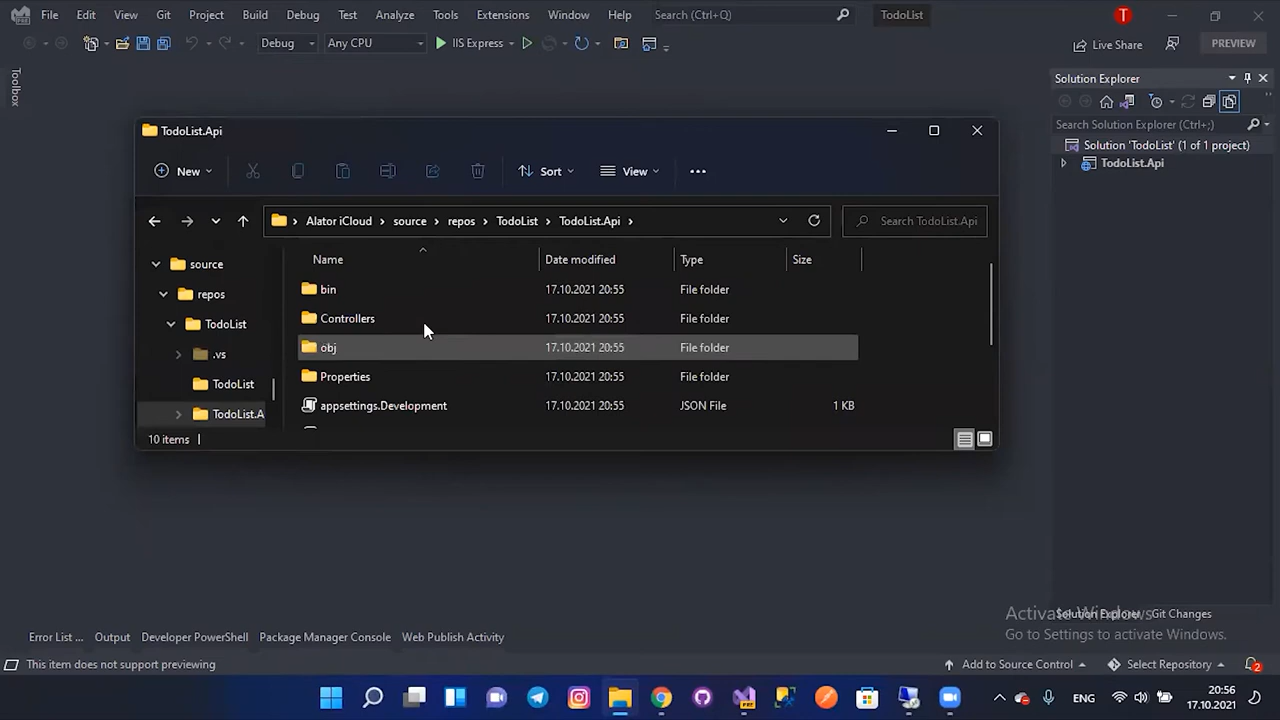 File Edit View Git Project Build Debug Test Analyze Tools Extensions Window Help Search (Ctrl+Q) TodoList T
Debug Any CPU IIS Express Live Share PREVIEW
Toolbox
Solution Explorer
Search Solution Explorer (Ctrl+;)
Solution 'TodoList' (1 of 1 project)
TodoList.Api
TodoList.Api
New Sort View
Alator iCloud source repos TodoList TodoList.Api Search TodoList.Api
source
repos
TodoList
.vs
TodoList
TodoList.A
Name Date modified Type Size
bin 17.10.2021 20:55 File folder
Controllers 17.10.2021 20:55 File folder
obj 17.10.2021 20:55 File folder
Properties 17.10.2021 20:55 File folder
appsettings.Development 17.10.2021 20:55 JSON File 1 KB
10 items
Solution Explorer Git Changes
Activate Windows
Go to Settings to activate Windows.
Error List ... Output Developer PowerShell Package Manager Console Web Publish Activity
This item does not support previewing Add to Source Control Select Repository 2
PRE ENG 20:56
17.10.2021